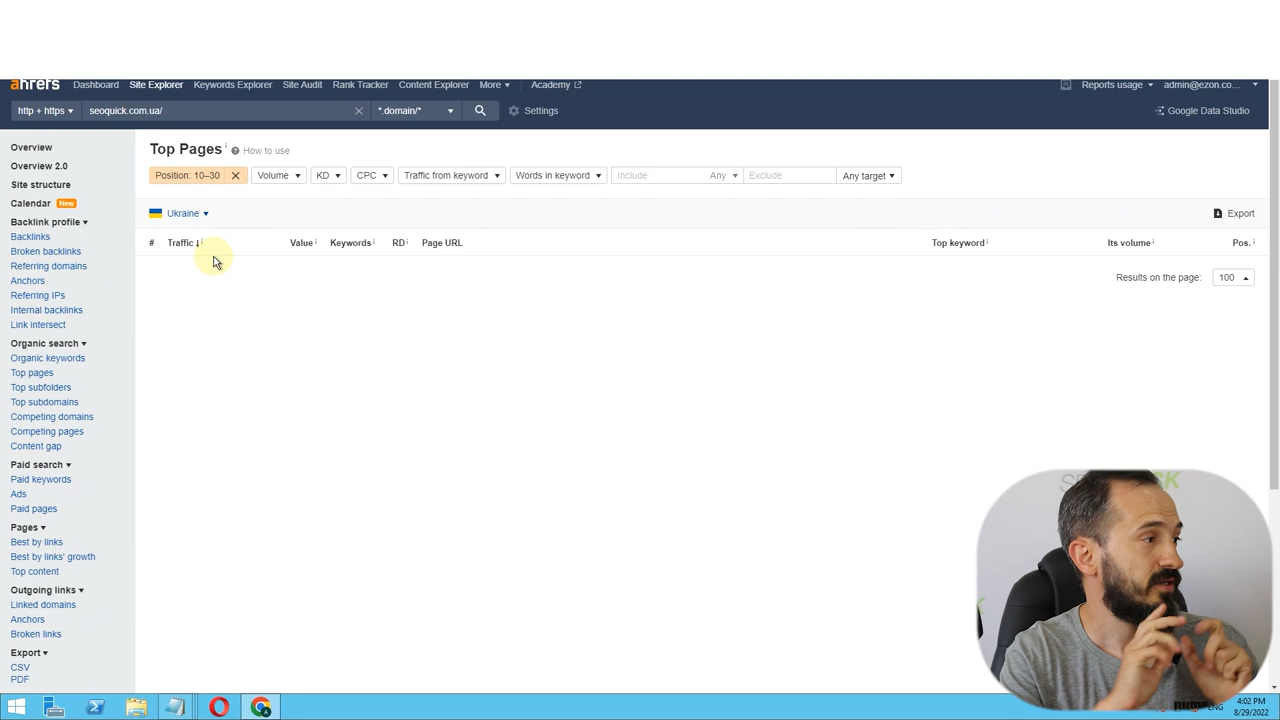 ahrefs Dashboard Site Explorer Keywords Explorer Site Audit Rank Tracker Content Explorer More Academy Reports usage admin@ezon.co...
http + https seoquick.com.ua/ *.domain/* Settings Google Data Studio
Overview
Overview 2.0
Site structure
Calendar New
Backlink profile
Backlinks
Broken backlinks
Referring domains
Anchors
Referring IPs
Internal backlinks
Link intersect
Organic search
Organic keywords
Top pages
Top subfolders
Top subdomains
Competing domains
Competing pages
Content gap
Paid search
Paid keywords
Ads
Paid pages
Pages
Best by links
Best by links' growth
Top content
Outgoing links
Linked domains
Anchors
Broken links
Export
CSV
PDF
Top Pages i ? How to use
Position: 10–30 Volume KD CPC Traffic from keyword Words in keyword Include Any Exclude Any target
Ukraine Export
# Traffic Value Keywords RD Page URL Top keyword Its volume Pos.
Results on the page: 100
ENG
4:02 PM
8/29/2022